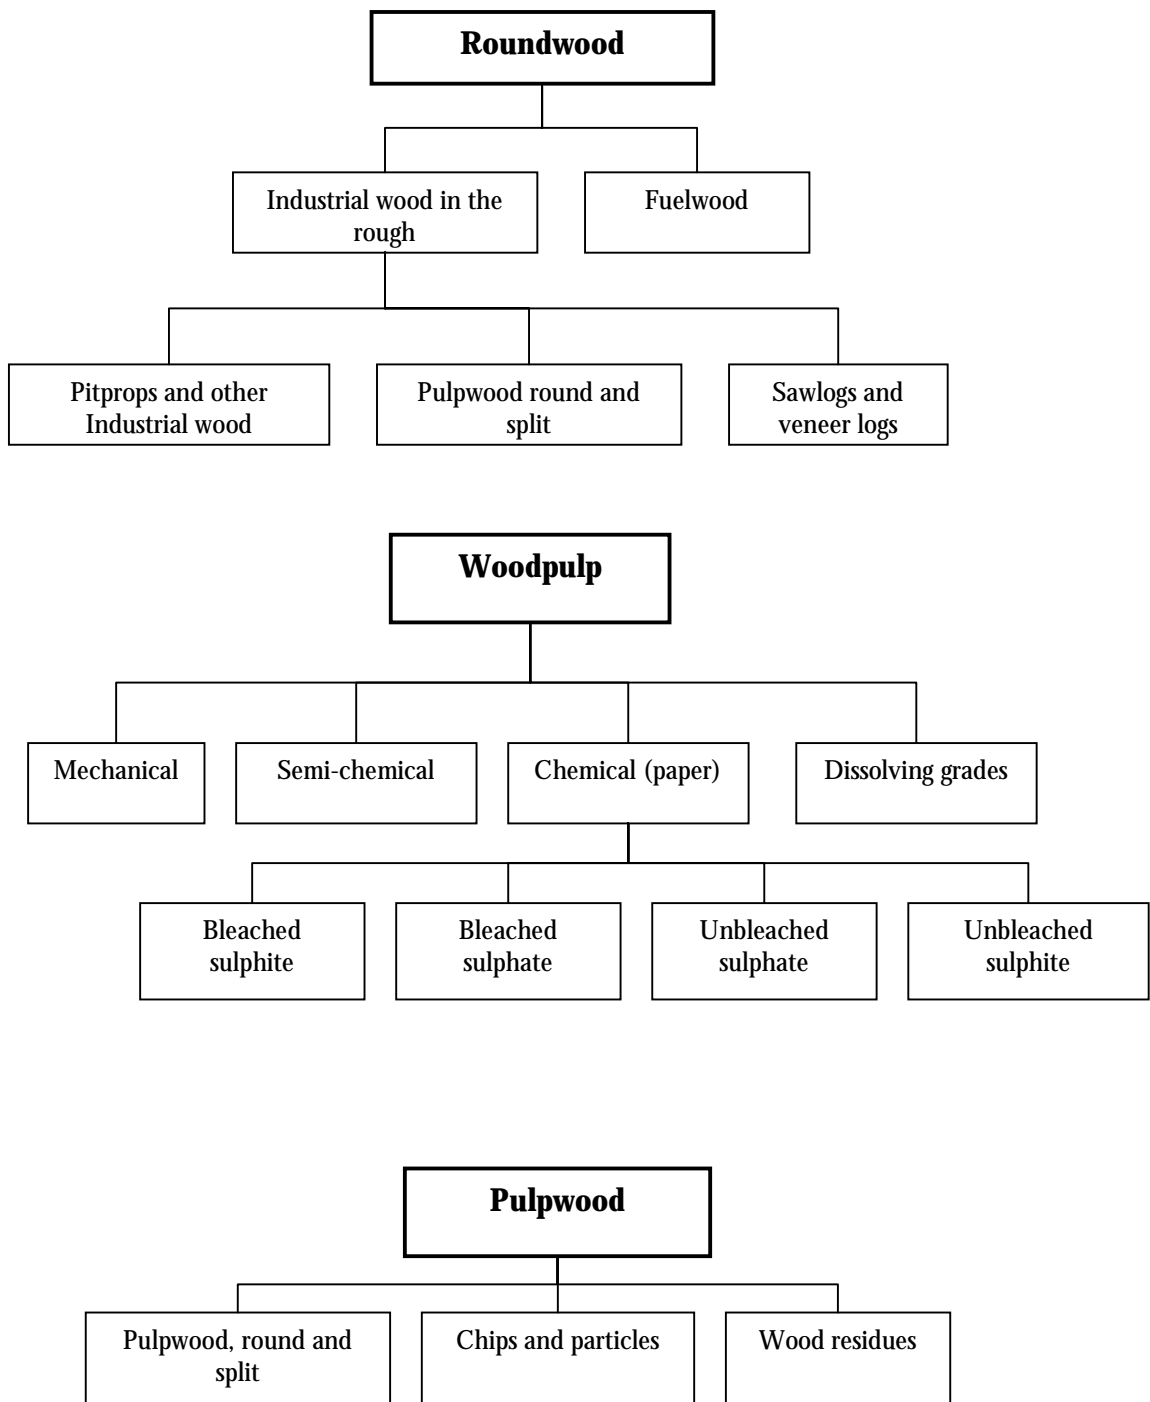 Roundwood
Industrial wood in the
rough
Fuelwood
Pitprops and other
Industrial wood
Pulpwood round and
split
Sawlogs and
veneer logs
Woodpulp
Mechanical
Semi-chemical
Chemical (paper)
Dissolving grades
Bleached
sulphite
Bleached
sulphate
Unbleached
sulphate
Unbleached
sulphite
Pulpwood
Pulpwood, round and
split
Chips and particles
Wood residues